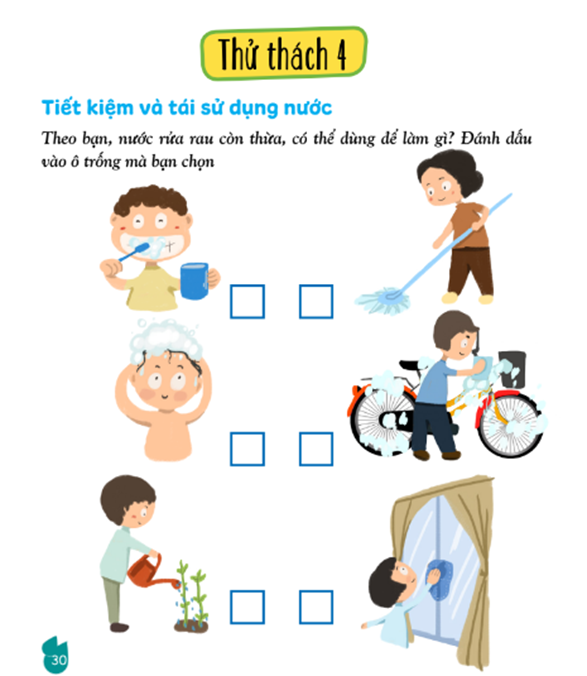 Thử thách 4
Tiết kiệm và tái sử dụng nước
Theo bạn, nước rửa rau còn thừa, có thể dùng để làm gì? Đánh dấu
vào ô trống mà bạn chọn
30